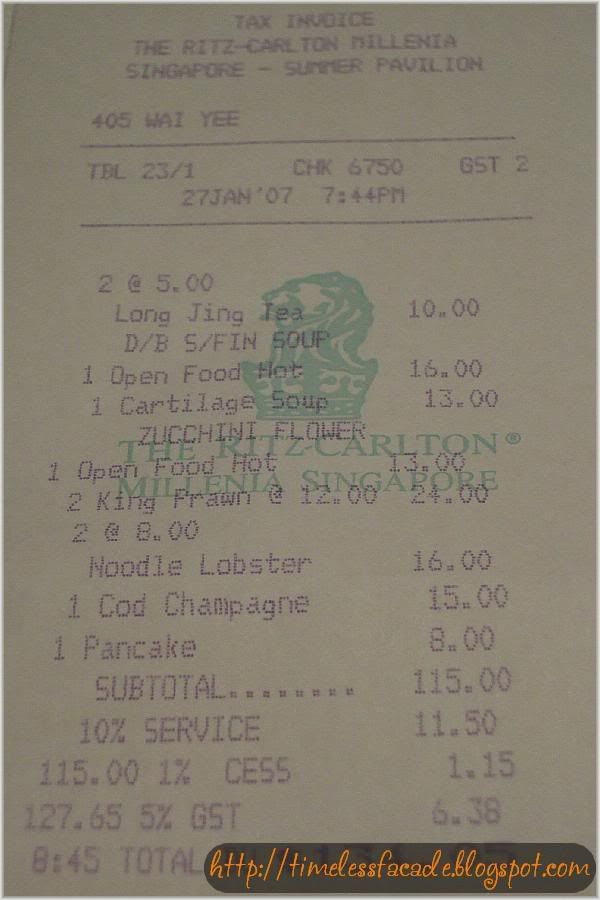 TAX INVOICE
THE RITZ-CARLTON MILLENIA
SINGAPORE - SUMMER PAVILION
405 WAI YEE
TBL 23/1 CHK 6750 GST 2
27JAN'07 7:44PM
2 @ 5.00
Long Jing Tea 10.00
D/B S/FIN SOUP
1 Open Food Hot 16.00
1 Cartilage Soup 13.00
ZUCCHINI FLOWER
THE RITZ-CARLTON®
1 Open Food Hot 13.00
MILLENIA SINGAPORE
2 King Prawn @ 12.00 24.00
2 @ 8.00
Noodle Lobster 16.00
1 Cod Champagne 15.00
1 Pancake 8.00
SUBTOTAL........ 115.00
10% SERVICE 11.50
115.00 1% CESS 1.15
127.65 5% GST 6.38
8:45 TOTAL
http://timelessfacade.blogspot.com